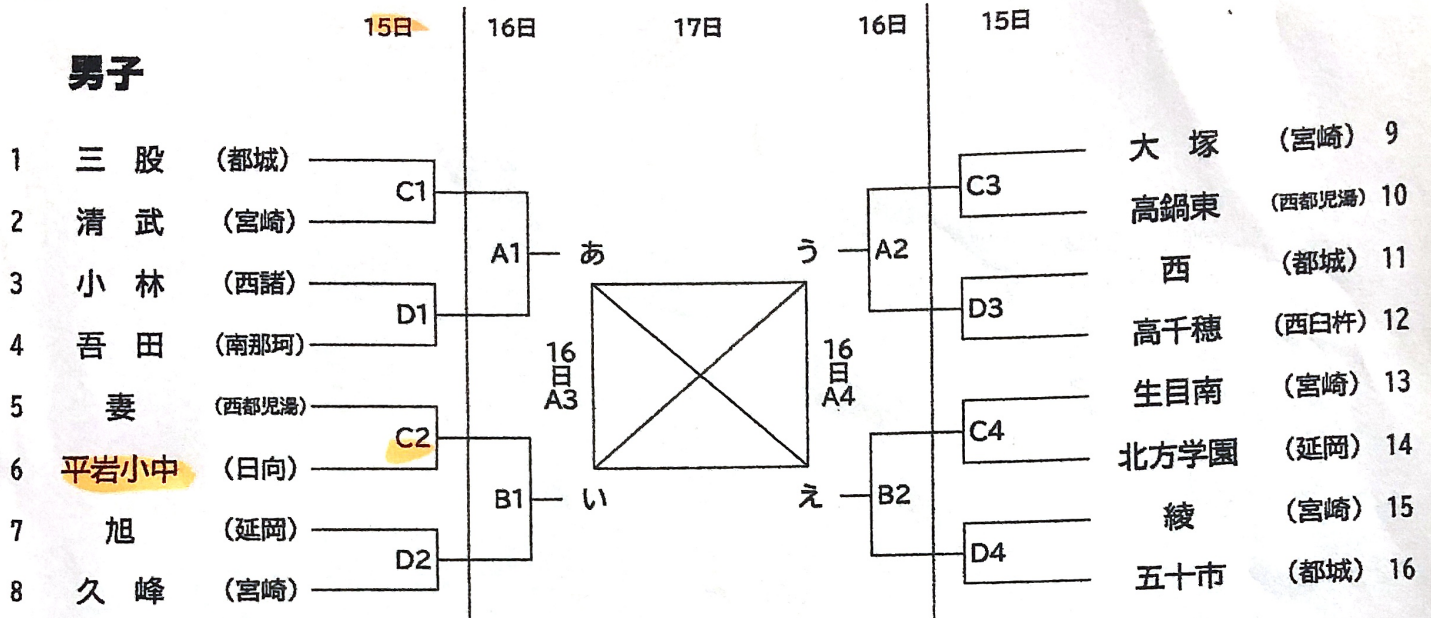 15日 16日 17日 16日 15日
男子
1 三股 (都城)
2 清武 (宮崎)
3 小林 (西諸)
4 吾田 (南那珂)
5 妻 (西都児湯)
6 平岩小中 (日向)
7 旭 (延岡)
8 久峰 (宮崎)
C1
D1
C2
D2
A1 あ
B1 い
16日A3
16日A4
う A2
え B2
C3
D3
C4
D4
大塚 (宮崎) 9
高鍋東 (西都児湯) 10
西 (都城) 11
高千穂 (西臼杵) 12
生目南 (宮崎) 13
北方学園 (延岡) 14
綾 (宮崎) 15
五十市 (都城) 16